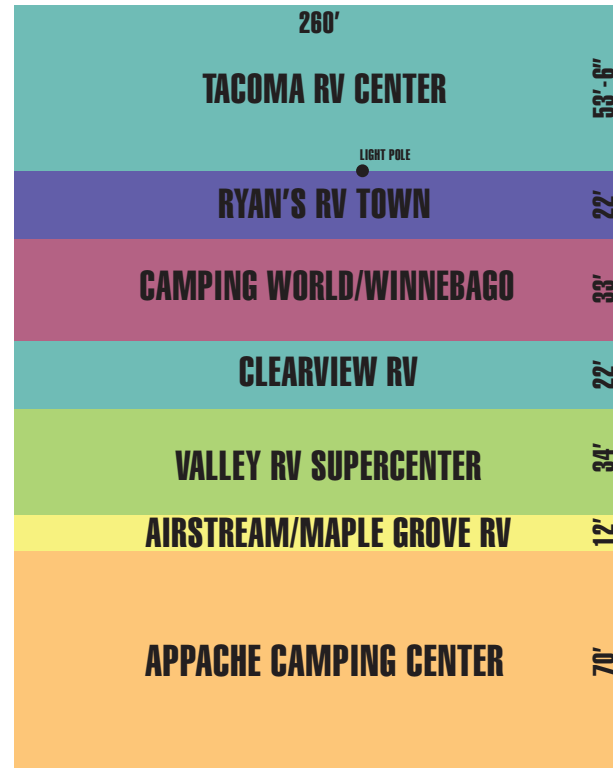 260′
TACOMA RV CENTER
53′-6″
LIGHT POLE
RYAN'S RV TOWN
22′
CAMPING WORLD/WINNEBAGO
33′
CLEARVIEW RV
22′
VALLEY RV SUPERCENTER
34′
AIRSTREAM/MAPLE GROVE RV
12′
APPACHE CAMPING CENTER
70′